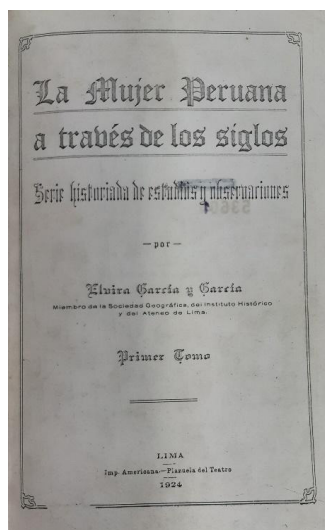 La Mujer Peruana
a través de los siglos
Serie historiada de estudios y observaciones
— por —
Elvira García y García
Miembro de la Sociedad Geográfica, del Instituto Histórico
y del Ateneo de Lima.
Primer Tomo
LIMA
Imp. Americana.—Plazuela del Teatro
1924